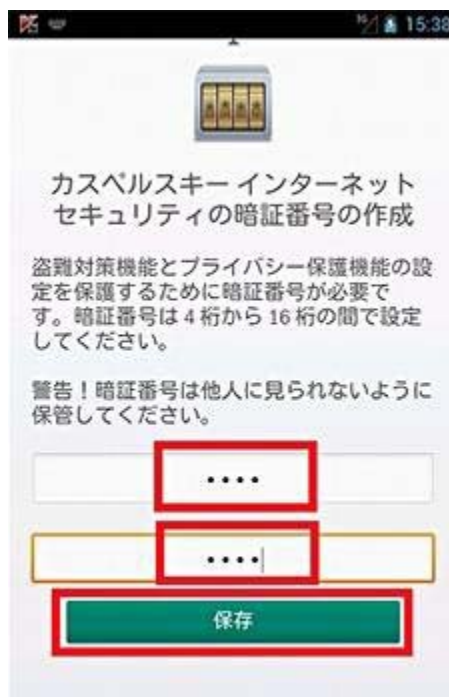 15:38
カスペルスキー インターネット
セキュリティの暗証番号の作成
盗難対策機能とプライバシー保護機能の設
定を保護するために暗証番号が必要で
す。暗証番号は 4 桁から 16 桁の間で設定
してください。
警告！暗証番号は他人に見られないように
保管してください。
••••
••••
保存